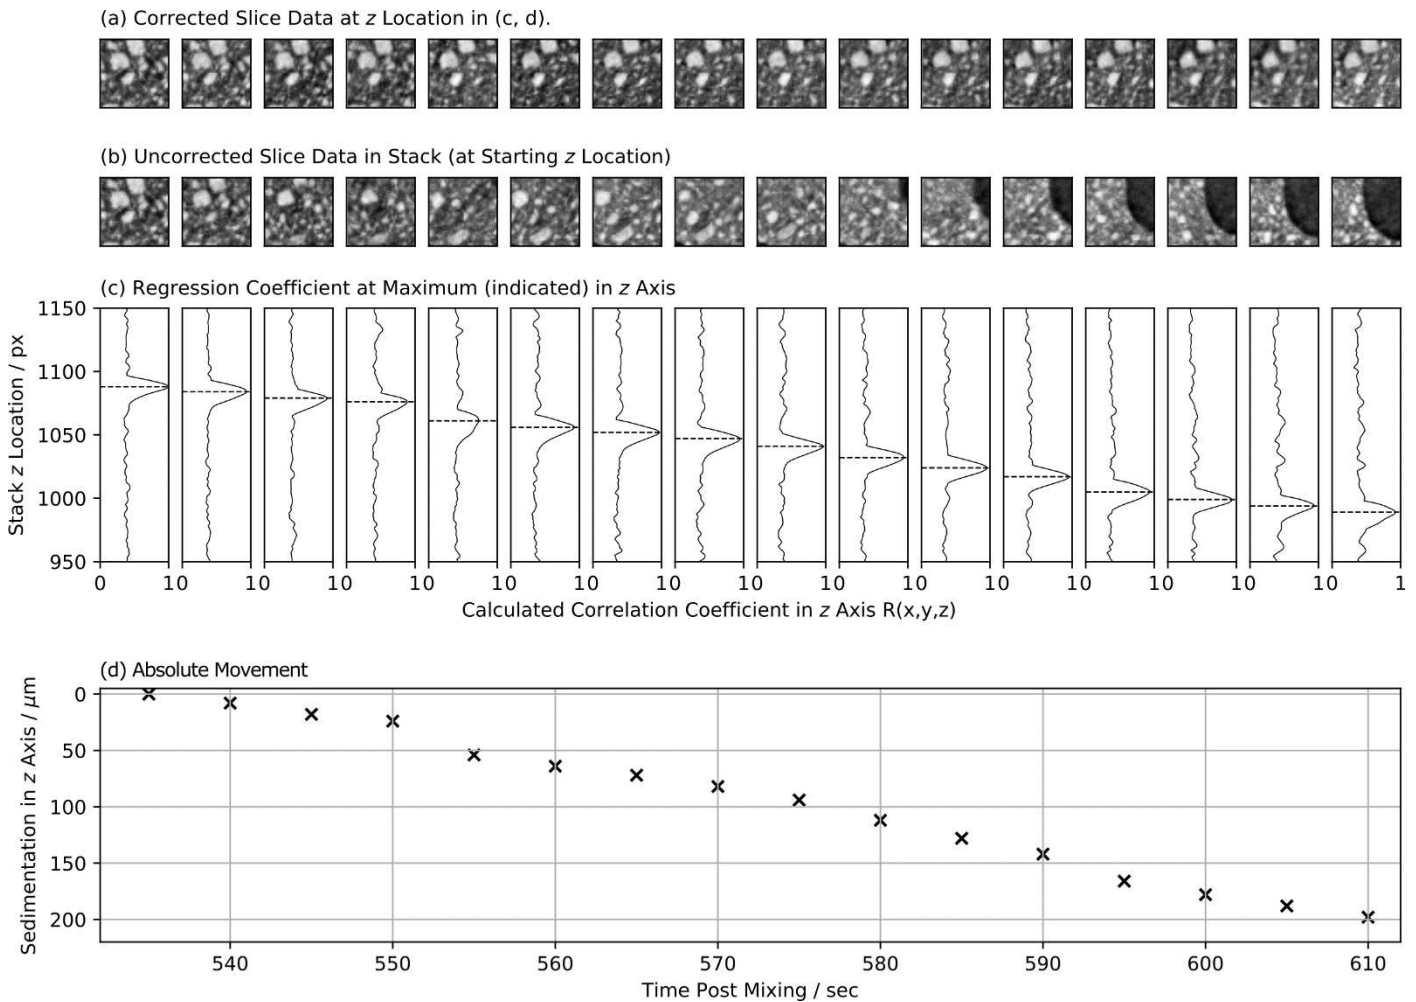 (a) Corrected Slice Data at z Location in (c, d).
(b) Uncorrected Slice Data in Stack (at Starting z Location)
(c) Regression Coefficient at Maximum (indicated) in z Axis
Stack z Location / px
1150
1100
1050
1000
950
0 10 10 10 10 10 10 10 10 10 10 10 10 10 10 10 1
Calculated Correlation Coefficient in z Axis R(x,y,z)
(d) Absolute Movement
Sedimentation in z Axis / μm
0
50
100
150
200
540 550 560 570 580 590 600 610
Time Post Mixing / sec